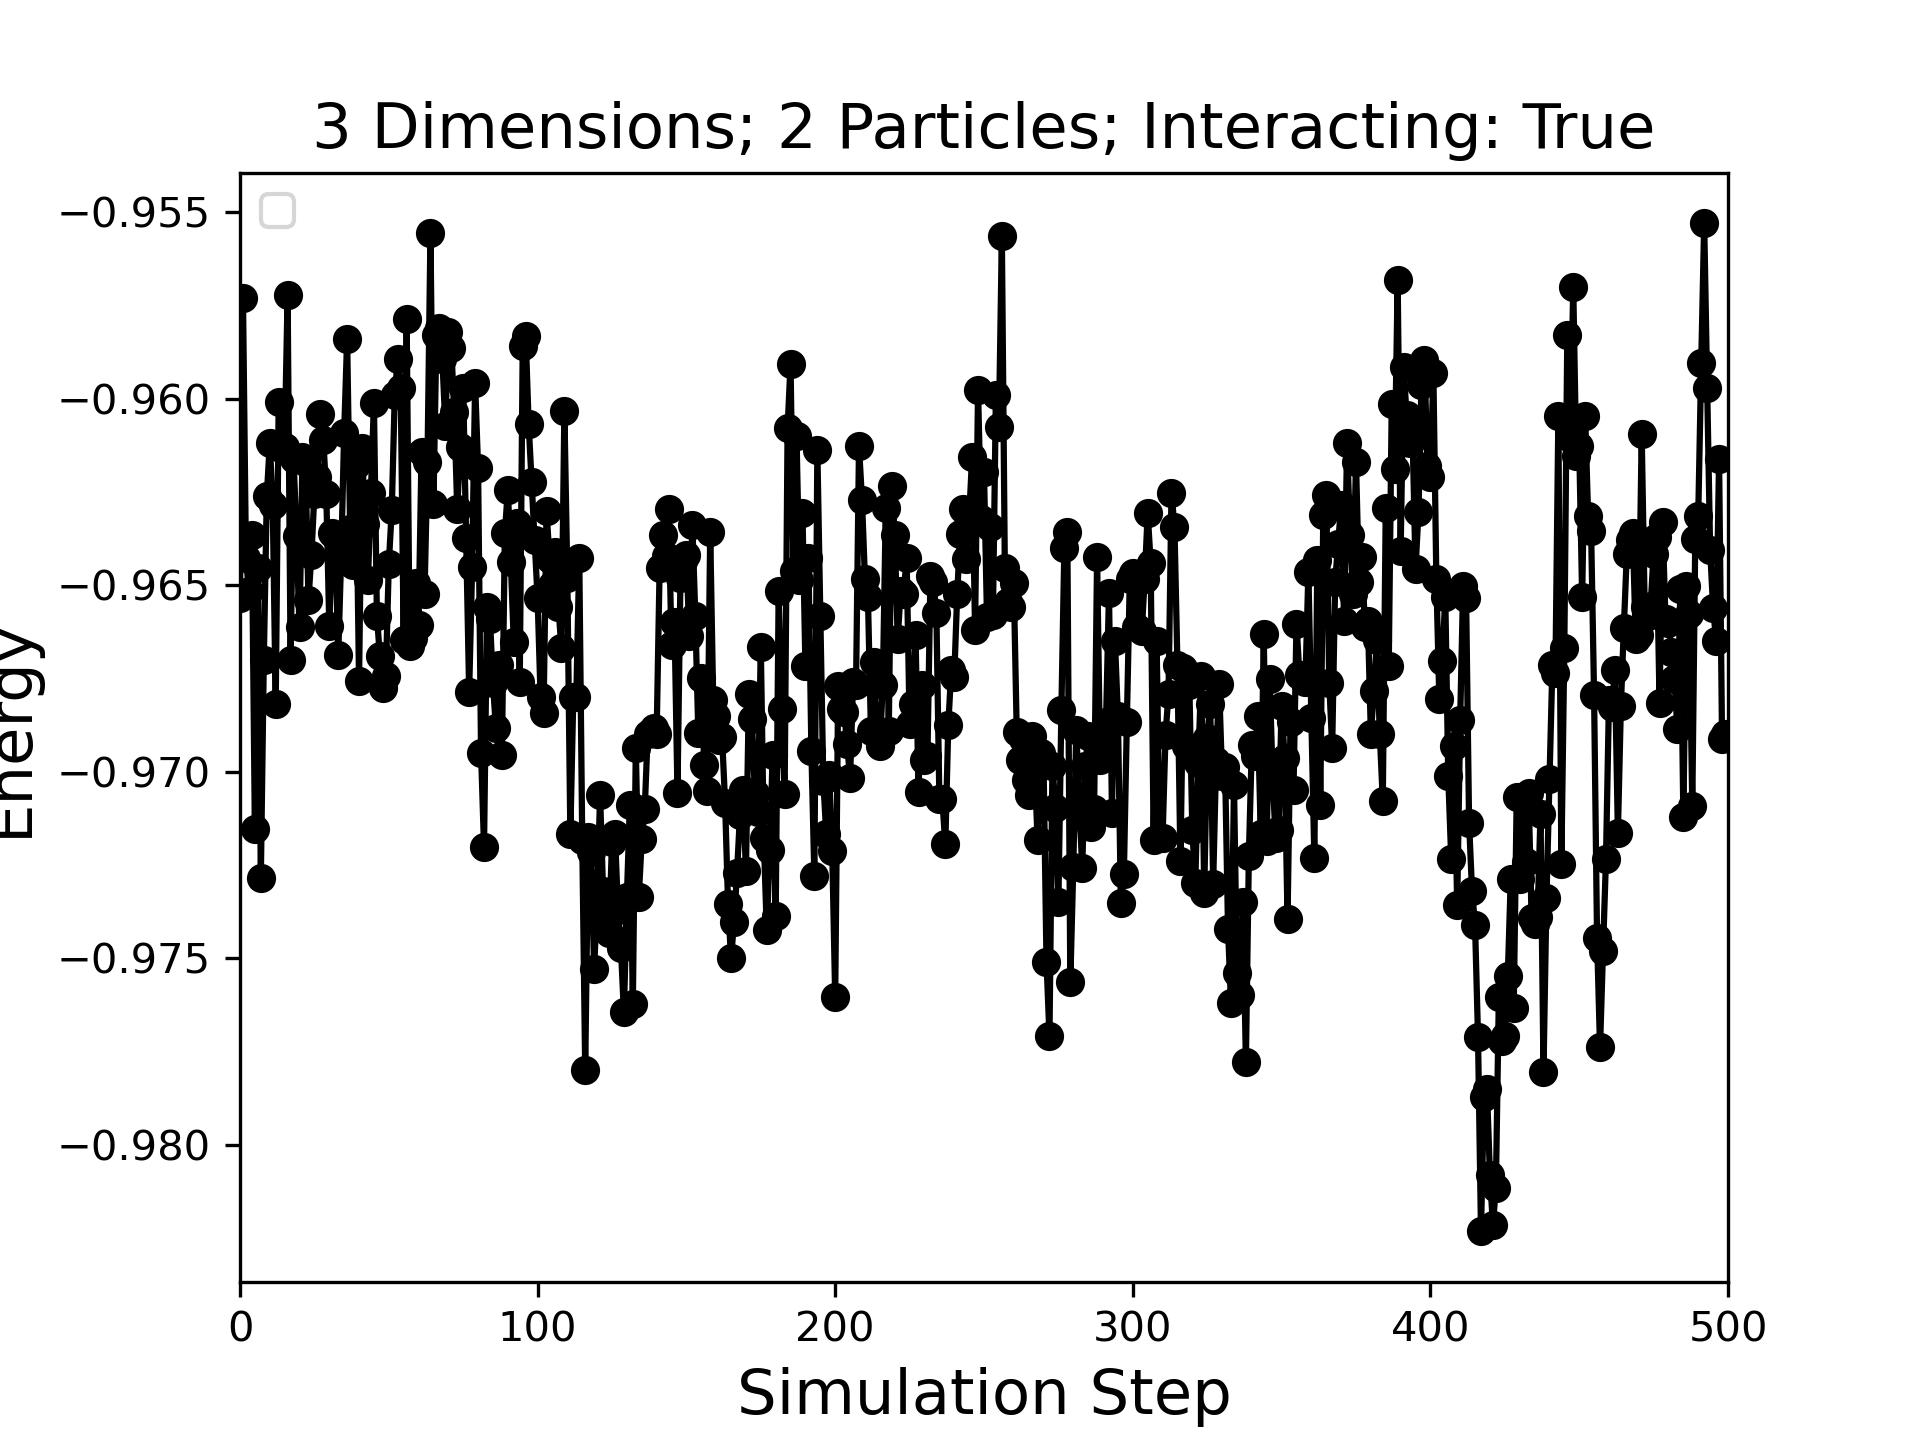 3 Dimensions; 2 Particles; Interacting: True
−0.955
−0.960
−0.965
−0.970
−0.975
−0.980
Energy
0 100 200 300 400 500
Simulation Step